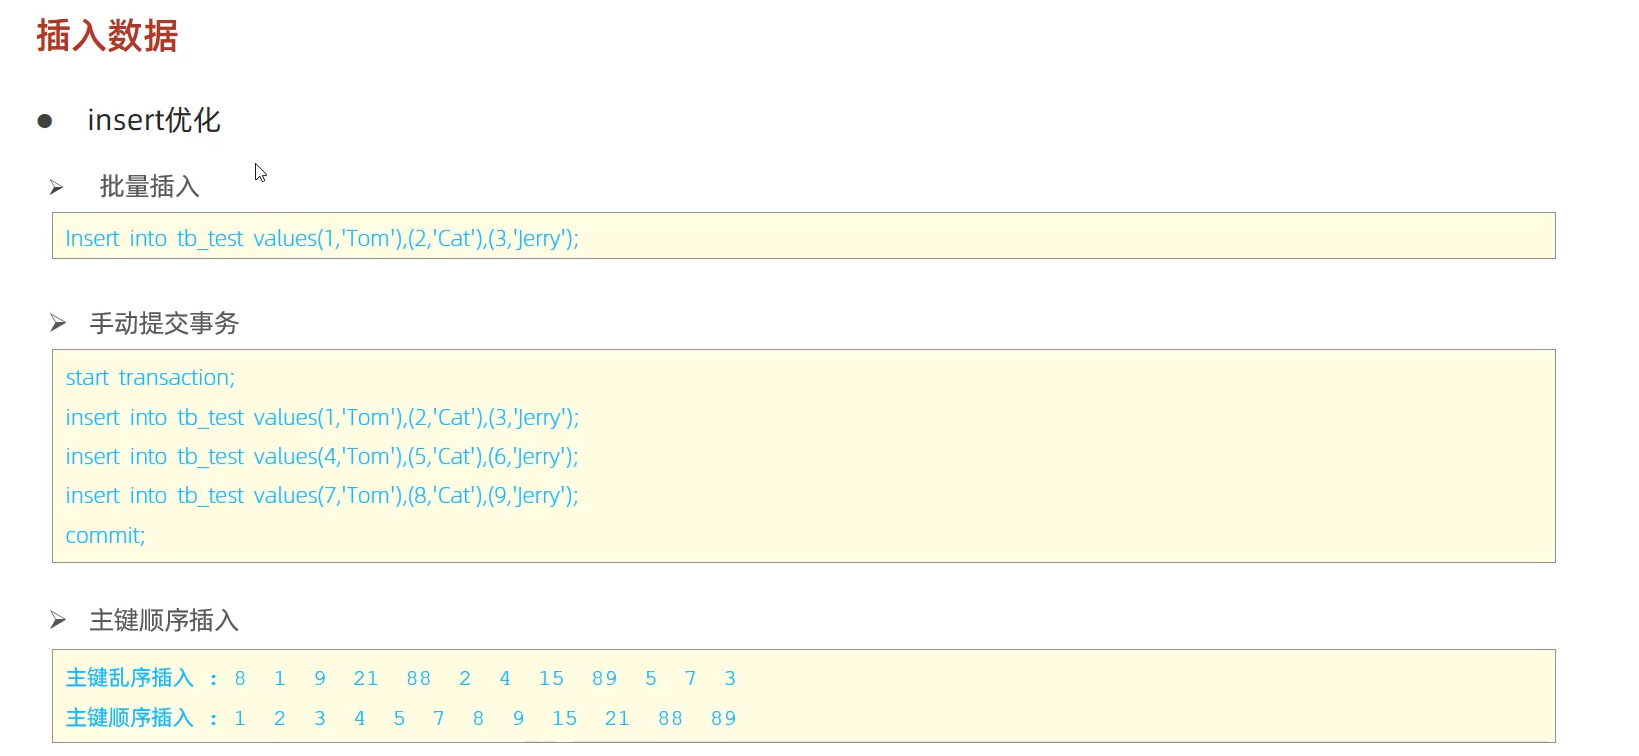 插入数据
insert优化
批量插入
Insert into tb_test values(1,'Tom'),(2,'Cat'),(3,'Jerry');
手动提交事务
start transaction;
insert into tb_test values(1,'Tom'),(2,'Cat'),(3,'Jerry');
insert into tb_test values(4,'Tom'),(5,'Cat'),(6,'Jerry');
insert into tb_test values(7,'Tom'),(8,'Cat'),(9,'Jerry');
commit;
主键顺序插入
主键乱序插入 : 8 1 9 21 88 2 4 15 89 5 7 3
主键顺序插入 : 1 2 3 4 5 7 8 9 15 21 88 89